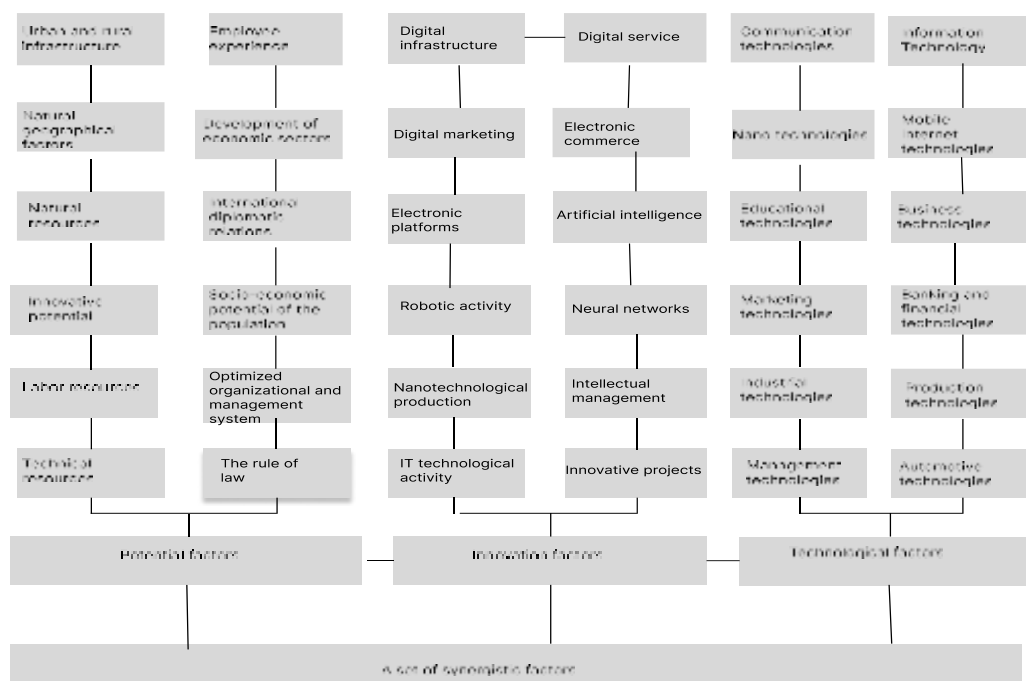 Urban and rural
infrastructure
Employee
experience
Digital
infrastructure
Digital service
Communication
technologies
Information
Technology
Natural
geographical
factors
Development of
economic sectors
Digital marketing
Electronic
commerce
Nano technologies
Mobile
Internet
technologies
Natural
resources
International
diplomatic
relations
Electronic
platforms
Artificial intelligence
Educational
technologies
Business
technologies
Innovative
potential
Socio-economic
potential of the
population
Robotic activity
Neural networks
Marketing
technologies
Banking and
financial
technologies
Labor resources
Optimized
organizational and
management
system
Nanotechnological
production
Intellectual
management
Industrial
technologies
Production
technologies
Technical
resources
The rule of
law
IT technological
activity
Innovative projects
Management
technologies
Automotive
technologies
Potential factors
Innovation factors
Technological factors
A set of synergistic factors